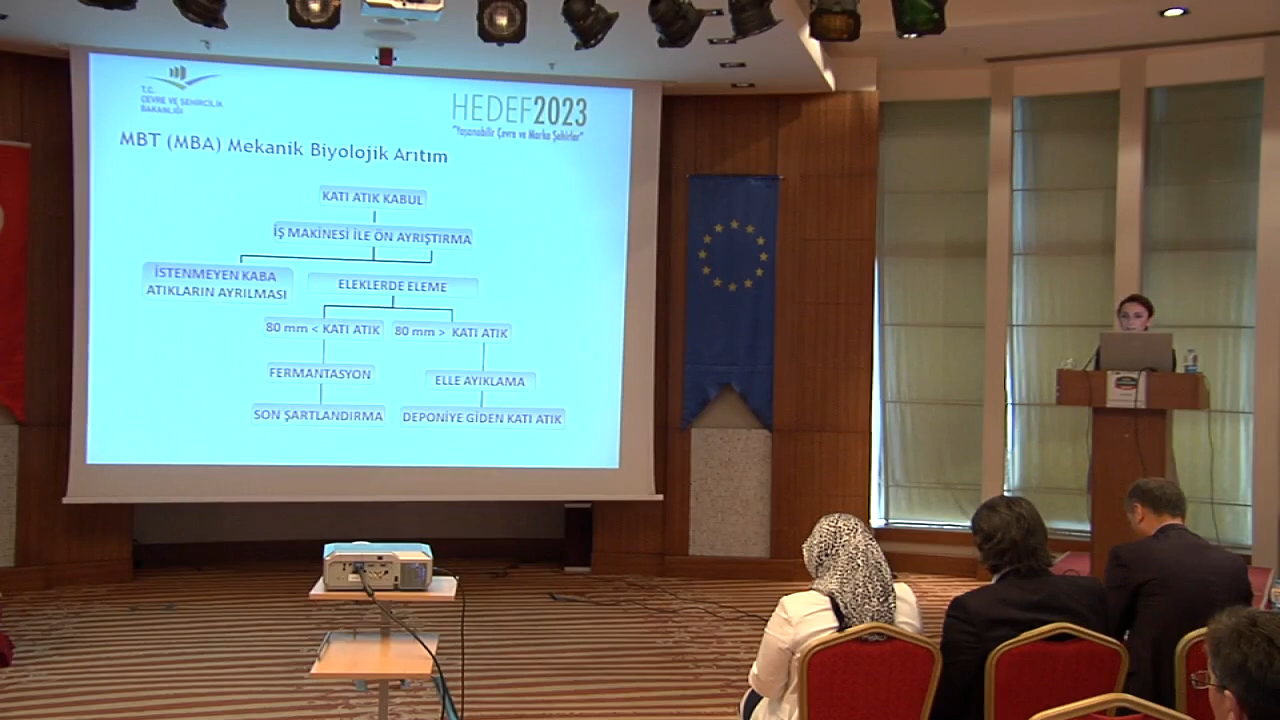 T.C.
ÇEVRE VE ŞEHİRCİLİK
BAKANLIĞI
HEDEF2023
"Yaşanabilir Çevre ve Marka Şehirler"
MBT (MBA) Mekanik Biyolojik Arıtım
KATI ATIK KABUL
İŞ MAKİNESİ İLE ÖN AYRIŞTIRMA
İSTENMEYEN KABA
ATIKLARIN AYRILMASI
ELEKLERDE ELEME
80 mm < KATI ATIK
80 mm > KATI ATIK
FERMANTASYON
ELLE AYIKLAMA
SON ŞARTLANDIRMA
DEPONİYE GİDEN KATI ATIK